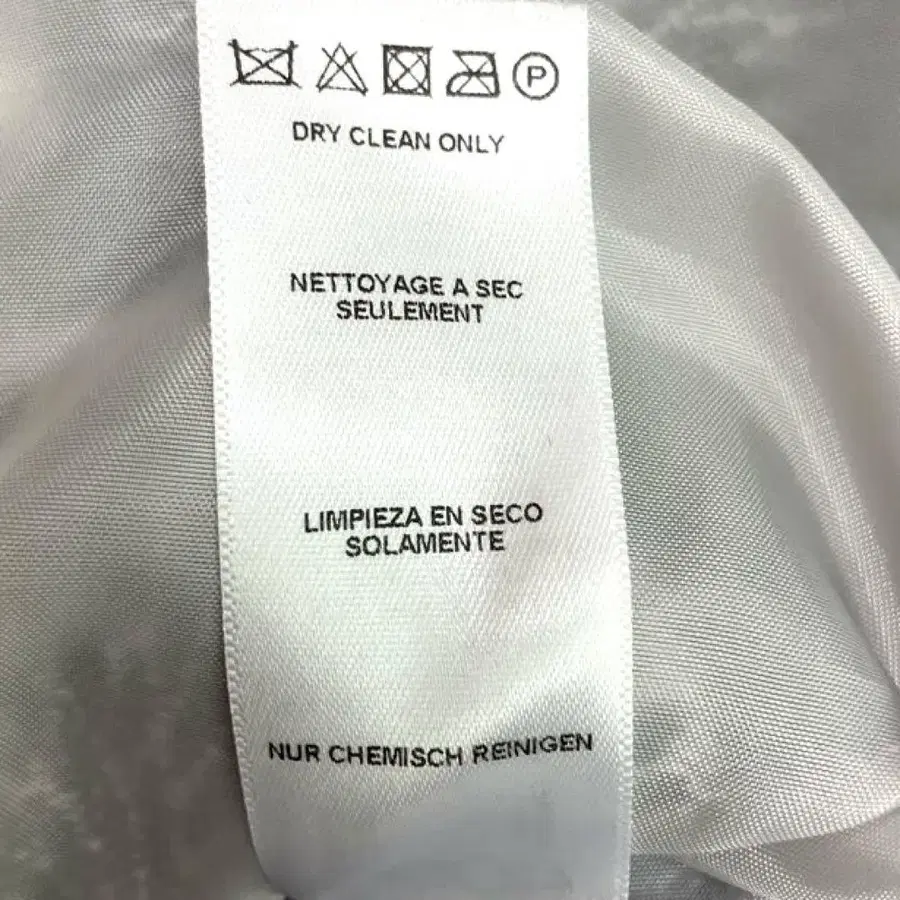 P
DRY CLEAN ONLY
NETTOYAGE A SEC
SEULEMENT
LIMPIEZA EN SECO
SOLAMENTE
NUR CHEMISCH REINIGEN